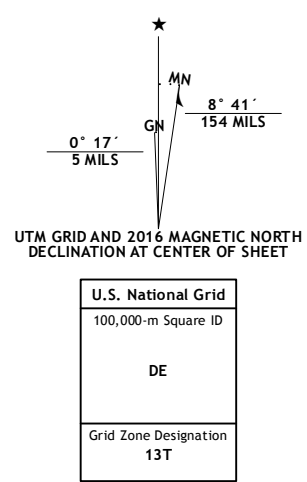 ★
MN
GN
8° 41´
154 MILS
0° 17´
5 MILS
UTM GRID AND 2016 MAGNETIC NORTH
DECLINATION AT CENTER OF SHEET
U.S. National Grid
100,000-m Square ID
DE
Grid Zone Designation
13T